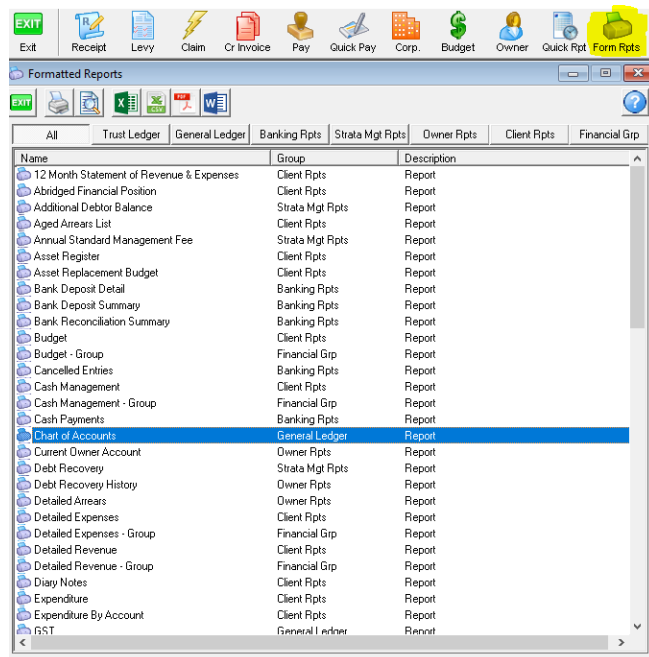 EXIT
Exit Receipt Levy Claim Cr Invoice Pay Quick Pay Corp. Budget Owner Quick Rpt Form Rpts
Formatted Reports
EXIT X CSV PDF W ?
All Trust Ledger General Ledger Banking Rpts Strata Mgt Rpts Owner Rpts Client Rpts Financial Grp
Name Group Description
12 Month Statement of Revenue & Expenses Client Rpts Report
Abridged Financial Position Client Rpts Report
Additional Debtor Balance Strata Mgt Rpts Report
Aged Arrears List Client Rpts Report
Annual Standard Management Fee Strata Mgt Rpts Report
Asset Register Client Rpts Report
Asset Replacement Budget Client Rpts Report
Bank Deposit Detail Banking Rpts Report
Bank Deposit Summary Banking Rpts Report
Bank Reconciliation Summary Banking Rpts Report
Budget Client Rpts Report
Budget - Group Financial Grp Report
Cancelled Entries Banking Rpts Report
Cash Management Client Rpts Report
Cash Management - Group Financial Grp Report
Cash Payments Banking Rpts Report
Chart of Accounts General Ledger Report
Current Owner Account Owner Rpts Report
Debt Recovery Strata Mgt Rpts Report
Debt Recovery History Owner Rpts Report
Detailed Arrears Owner Rpts Report
Detailed Expenses Client Rpts Report
Detailed Expenses - Group Financial Grp Report
Detailed Revenue Client Rpts Report
Detailed Revenue - Group Financial Grp Report
Diary Notes Client Rpts Report
Expenditure Client Rpts Report
Expenditure By Account Client Rpts Report
GST General Ledger Report